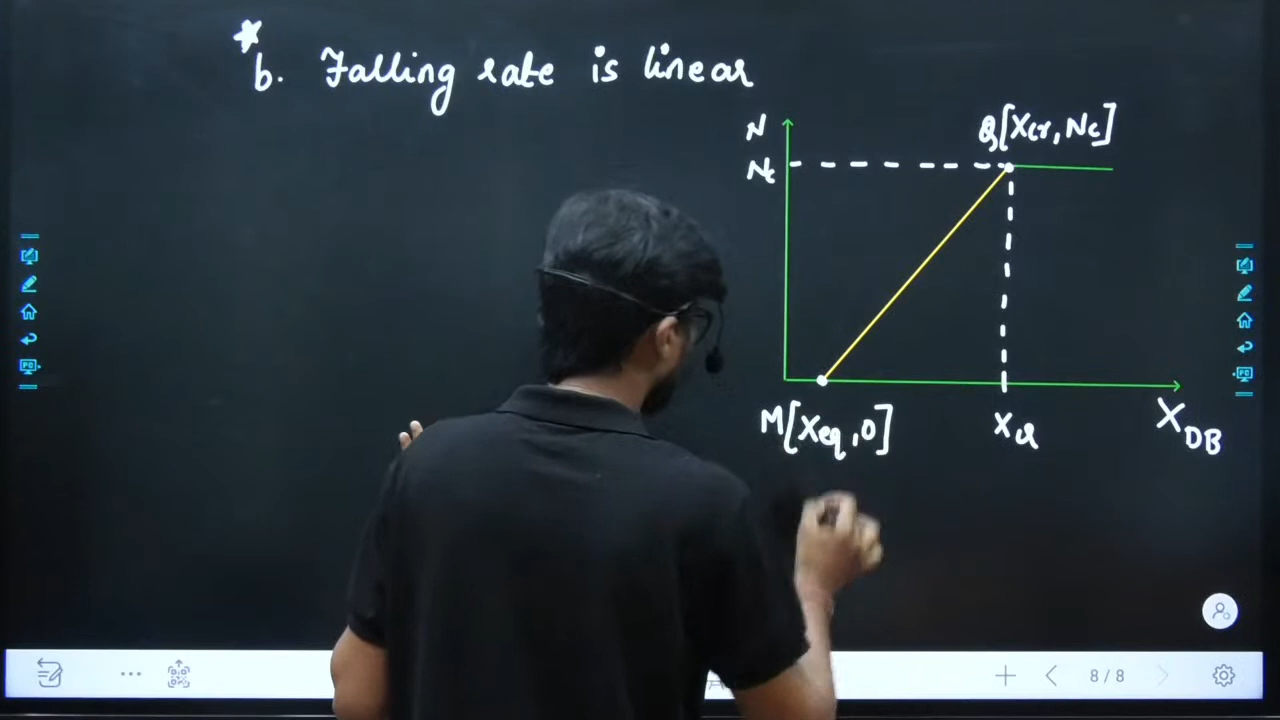 b. Falling rate is linear
N
Nc
Q[Xcr, Nc]
M[Xeq, 0]
Xcr
XDB
8/8